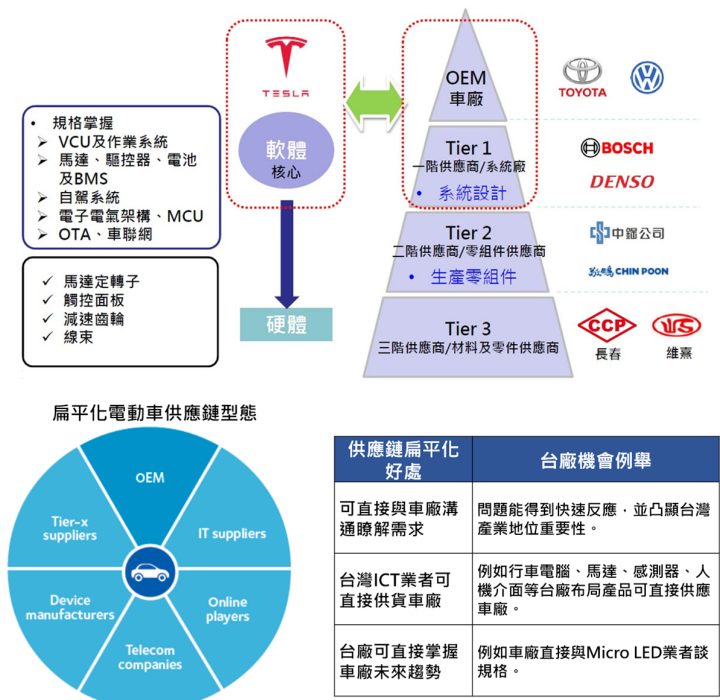 TESLA
軟體
核心
硬體
• 規格掌握
➤ VCU及作業系統
➤ 馬達、驅控器、電池
及BMS
➤ 自駕系統
➤ 電子電氣架構、MCU
➤ OTA、車聯網
✓ 馬達定轉子
✓ 觸控面板
✓ 減速齒輪
✓ 線束
OEM
車廠
Tier 1
一階供應商/系統廠
• 系統設計
Tier 2
二階供應商/零組件供應商
• 生產零組件
Tier 3
三階供應商/材料及零件供應商
TOYOTA
BOSCH
DENSO
中鋼公司
CHIN POON
CCP
長春
維熹
扁平化電動車供應鏈型態
OEM
IT suppliers
Online
players
Telecom
companies
Device
manufacturers
Tier-x
suppliers
供應鏈扁平化
好處
台廠機會例舉
可直接與車廠溝
通瞭解需求
問題能得到快速反應，並凸顯台灣
產業地位重要性。
台灣ICT業者可
直接供貨車廠
例如行車電腦、馬達、感測器、人
機介面等台廠布局產品可直接供應
車廠。
台廠可直接掌握
車廠未來趨勢
例如車廠直接與Micro LED業者談
規格。